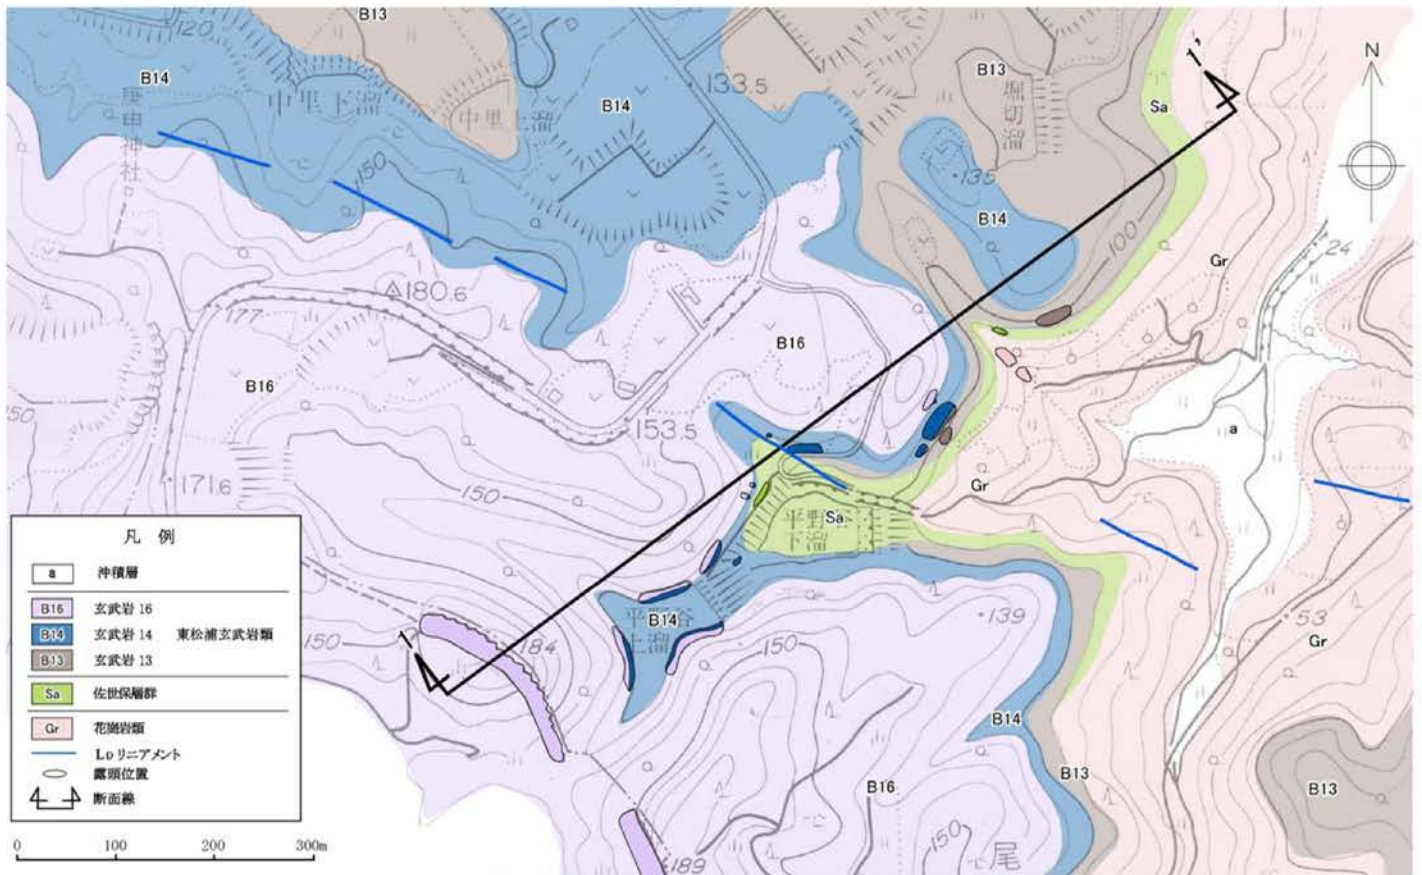 B13
120
B14
庚申神社
中里下溜
中里上溜
B14
133.5
B13
堀切溜
Sa
1'
N
150
135
B14
100
Gr
24
180.6
177
B16
B16
153.5
150
171.6
150
a
Gr
Sa
平野谷
下溜
139
B14
平野谷
上溜
150
150
1
184
53
Gr
B14
B13
B16
B13
150
尾
189
凡 例
a 沖積層
B16 玄武岩 16
B14 玄武岩 14 東松浦玄武岩類
B13 玄武岩 13
Sa 佐世保層群
Gr 花崗岩類
LD リニアメント
露頭位置
断面線
0 100 200 300m